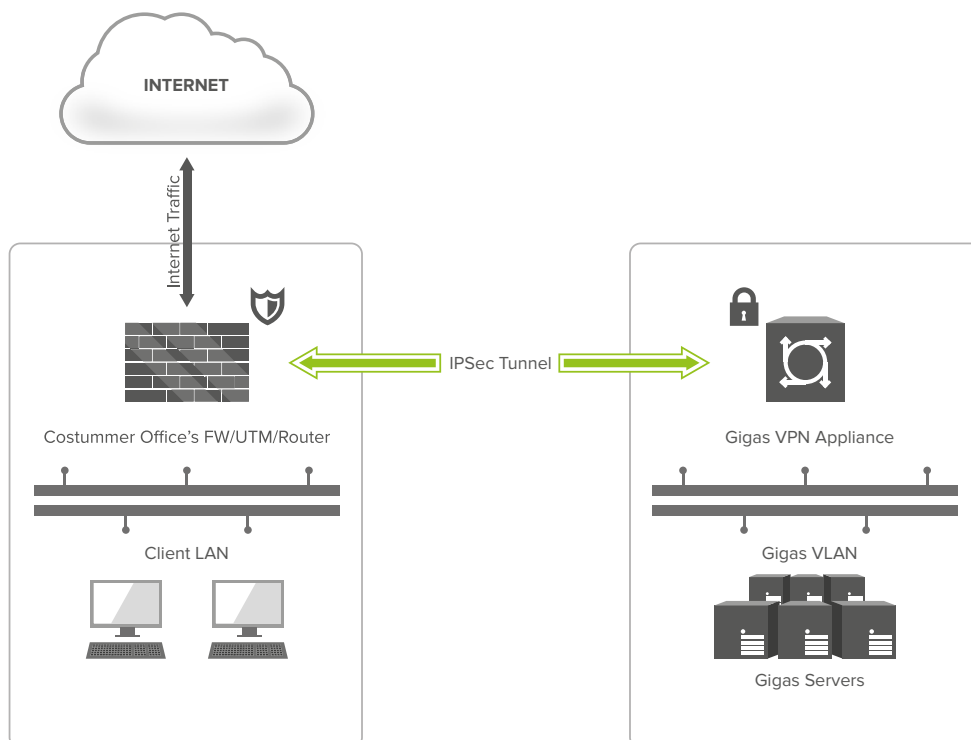 INTERNET
Internet Traffic
IPSec Tunnel
Costummer Office's FW/UTM/Router
Gigas VPN Appliance
Client LAN
Gigas VLAN
Gigas Servers